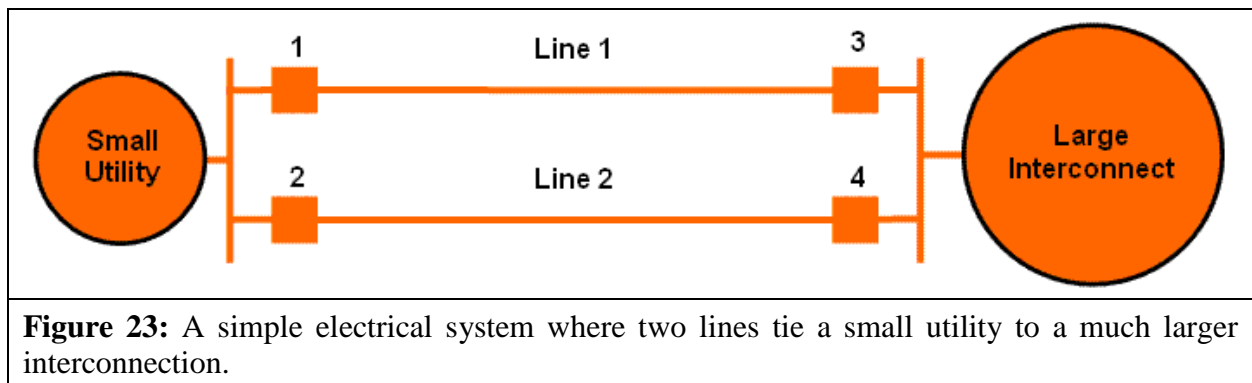 1 Line 1 3
Small Utility
Large Interconnect
2 Line 2 4
Figure 23: A simple electrical system where two lines tie a small utility to a much larger
interconnection.